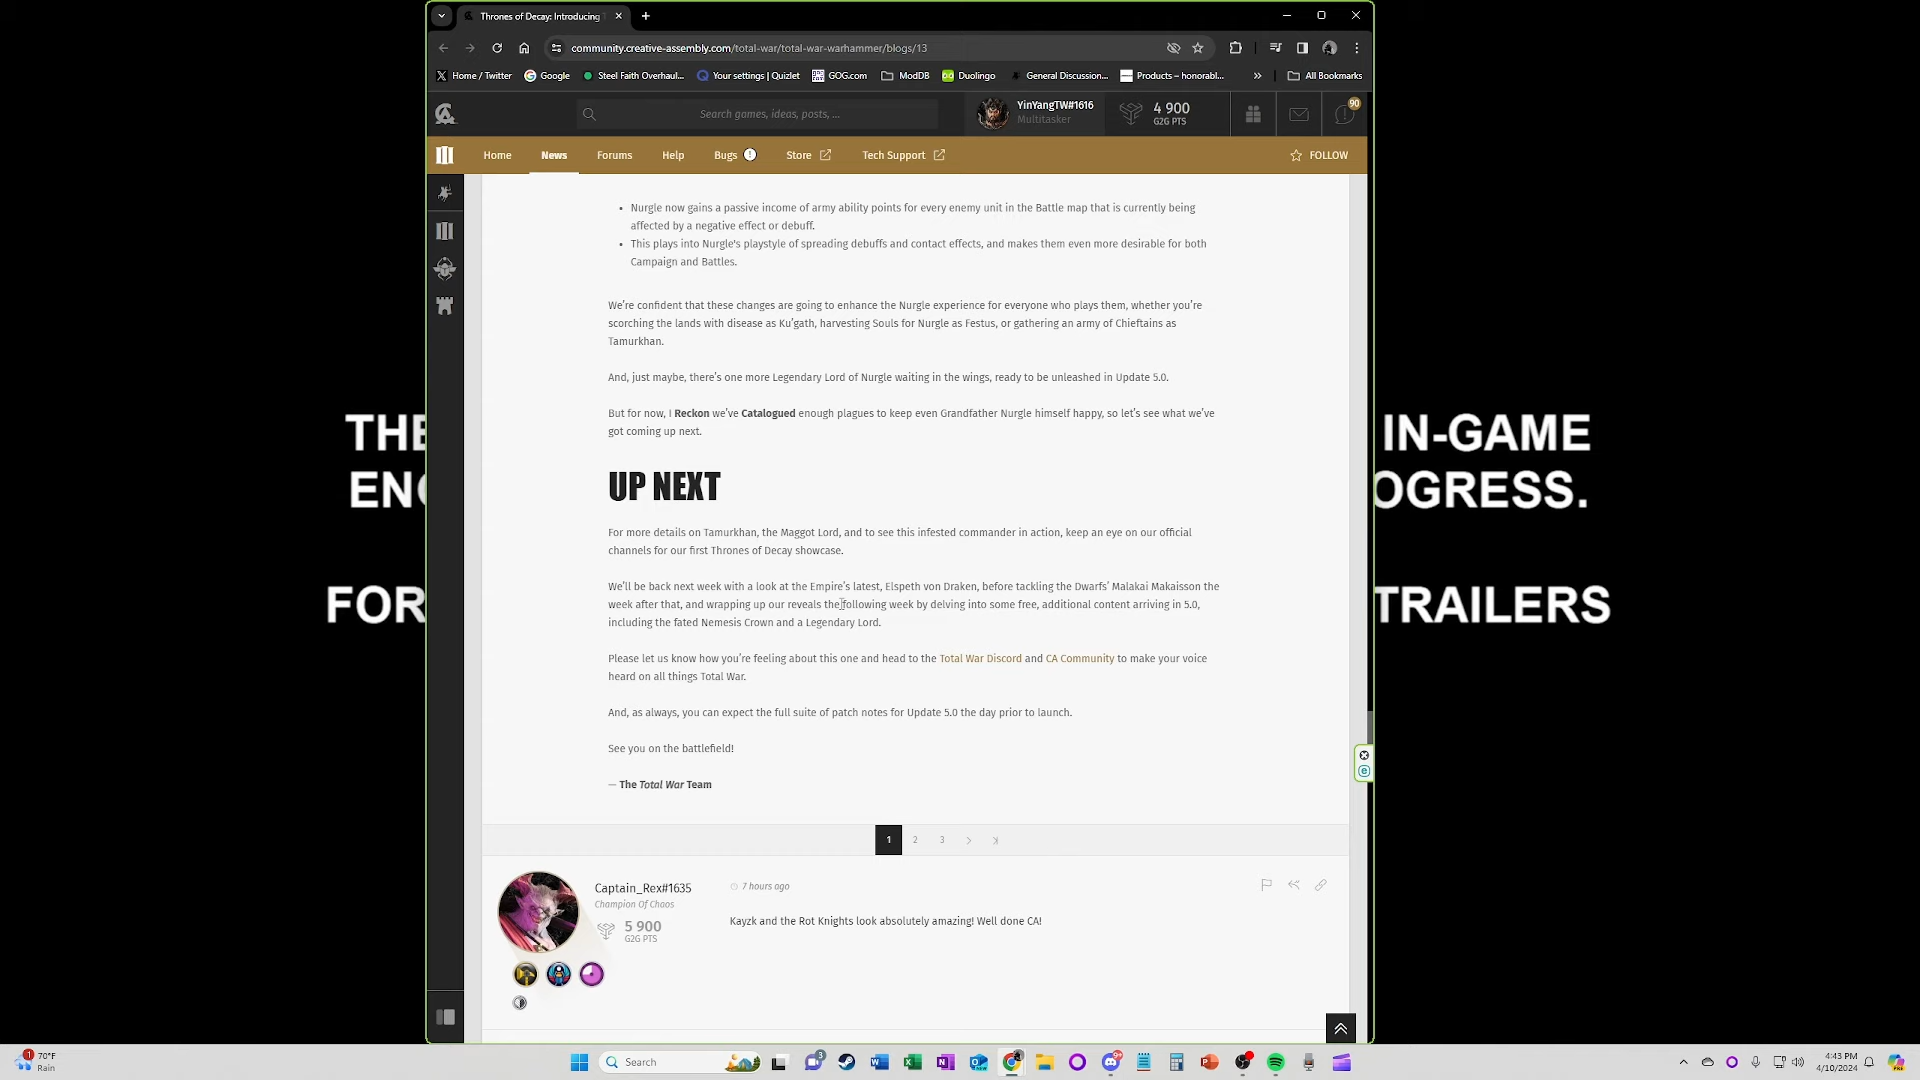 Thrones of Decay: Introducing T
community.creative-assembly.com/total-war/total-war-warhammer/blogs/13
Home / Twitter Google Steel Faith Overhaul... Your settings | Quizlet GOG.com ModDB Duolingo General Discussion... Products – honorabl... » All Bookmarks
Search games, ideas, posts, ...
YinYangTW#1616
Multitasker
4 900
G2G PTS
90
Home News Forums Help Bugs ! Store Tech Support FOLLOW
• Nurgle now gains a passive income of army ability points for every enemy unit in the Battle map that is currently being
affected by a negative effect or debuff.
• This plays into Nurgle's playstyle of spreading debuffs and contact effects, and makes them even more desirable for both
Campaign and Battles.
We're confident that these changes are going to enhance the Nurgle experience for everyone who plays them, whether you're
scorching the lands with disease as Ku'gath, harvesting Souls for Nurgle as Festus, or gathering an army of Chieftains as
Tamurkhan.
And, just maybe, there's one more Legendary Lord of Nurgle waiting in the wings, ready to be unleashed in Update 5.0.
But for now, I Reckon we've Catalogued enough plagues to keep even Grandfather Nurgle himself happy, so let's see what we've
got coming up next.
THE IN-GAME
ENG OGRESS.
FOR TRAILERS
UP NEXT
For more details on Tamurkhan, the Maggot Lord, and to see this infested commander in action, keep an eye on our official
channels for our first Thrones of Decay showcase.
We'll be back next week with a look at the Empire's latest, Elspeth von Draken, before tackling the Dwarfs' Malakai Makaisson the
week after that, and wrapping up our reveals the following week by delving into some free, additional content arriving in 5.0,
including the fated Nemesis Crown and a Legendary Lord.
Please let us know how you're feeling about this one and head to the Total War Discord and CA Community to make your voice
heard on all things Total War.
And, as always, you can expect the full suite of patch notes for Update 5.0 the day prior to launch.
See you on the battlefield!
— The Total War Team
1 2 3
Captain_Rex#1635
Champion Of Chaos
5 900
G2G PTS
7 hours ago
Kayzk and the Rot Knights look absolutely amazing! Well done CA!
1
70°F
Rain
Search
4:43 PM
4/10/2024